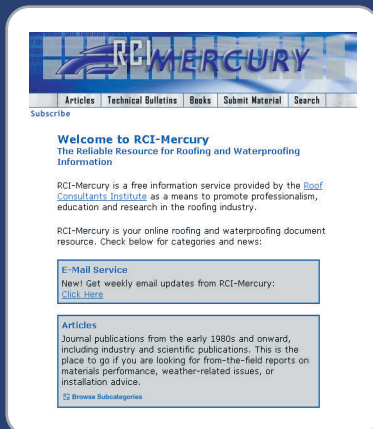 RCI MERCURY
Articles Technical Bulletins Books Submit Material Search
Subscribe
Welcome to RCI-Mercury
The Reliable Resource for Roofing and Waterproofing
Information
RCI-Mercury is a free information service provided by the Roof
Consultants Institute as a means to promote professionalism,
education and research in the roofing industry.
RCI-Mercury is your online roofing and waterproofing document
resource. Check below for categories and news:
E-Mail Service
New! Get weekly email updates from RCI-Mercury:
Click Here
Articles
Journal publications from the early 1980s and onward,
including industry and scientific publications. This is the
place to go if you are looking for from-the-field reports on
materials performance, weather-related issues, or
installation advice.
Browse Subcategories